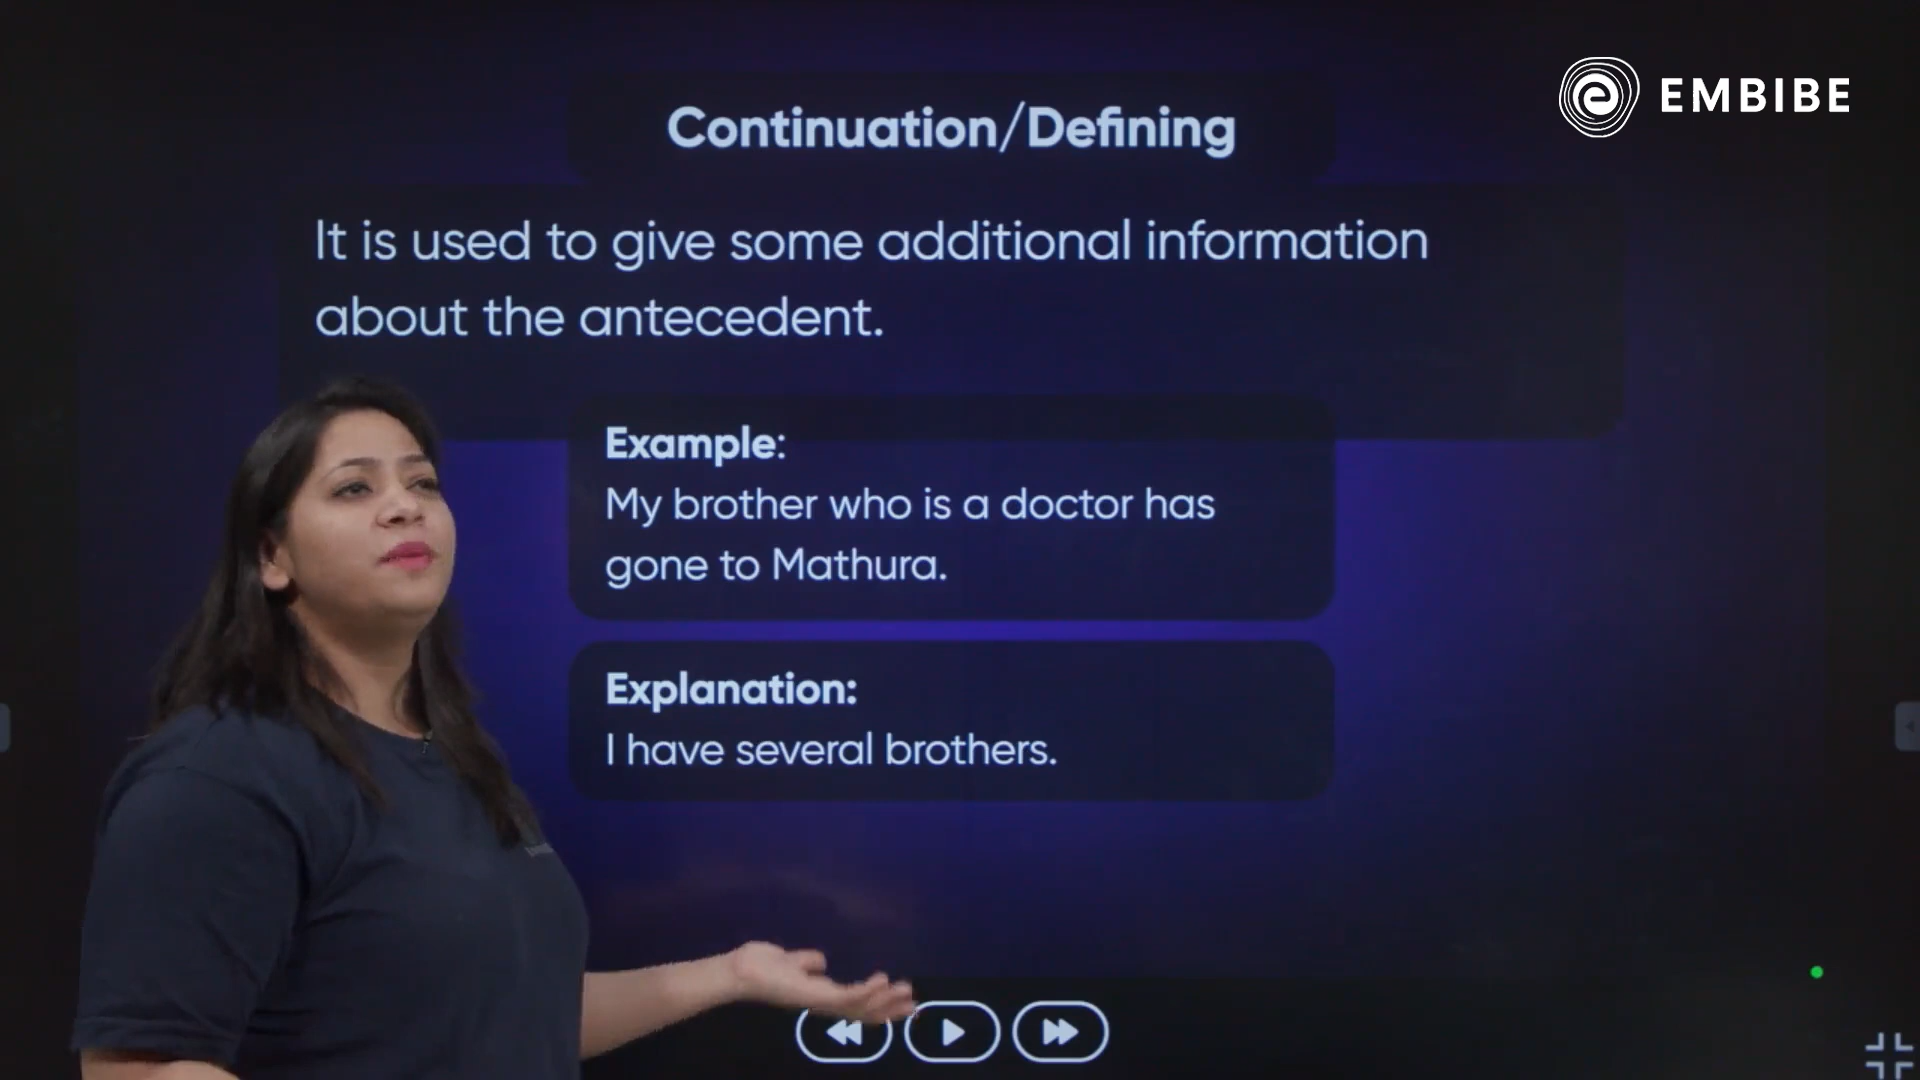 EMBIBE
Continuation/Defining
It is used to give some additional information
about the antecedent.
Example:
My brother who is a doctor has
gone to Mathura.
Explanation:
I have several brothers.